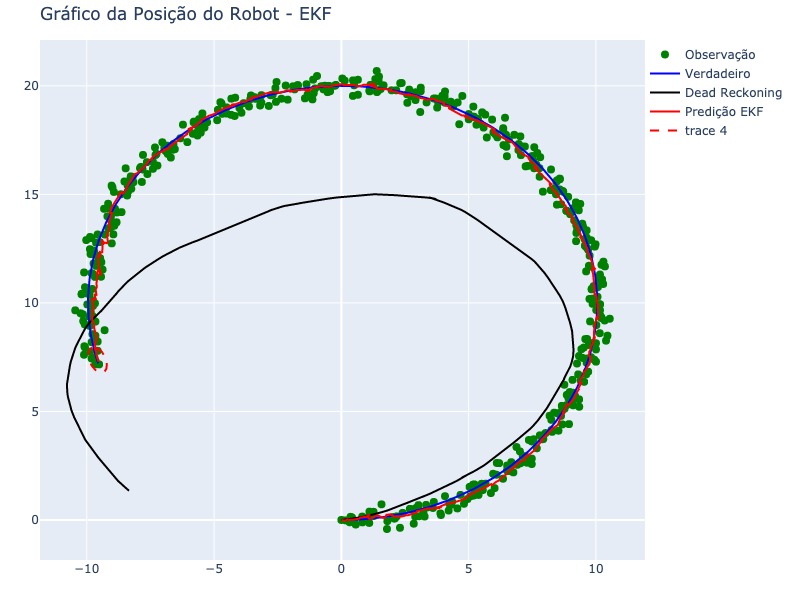 Gráfico da Posição do Robot - EKF
Observação
Verdadeiro
Dead Reckoning
Predição EKF
trace 4
20
15
10
5
0
−10 −5 0 5 10